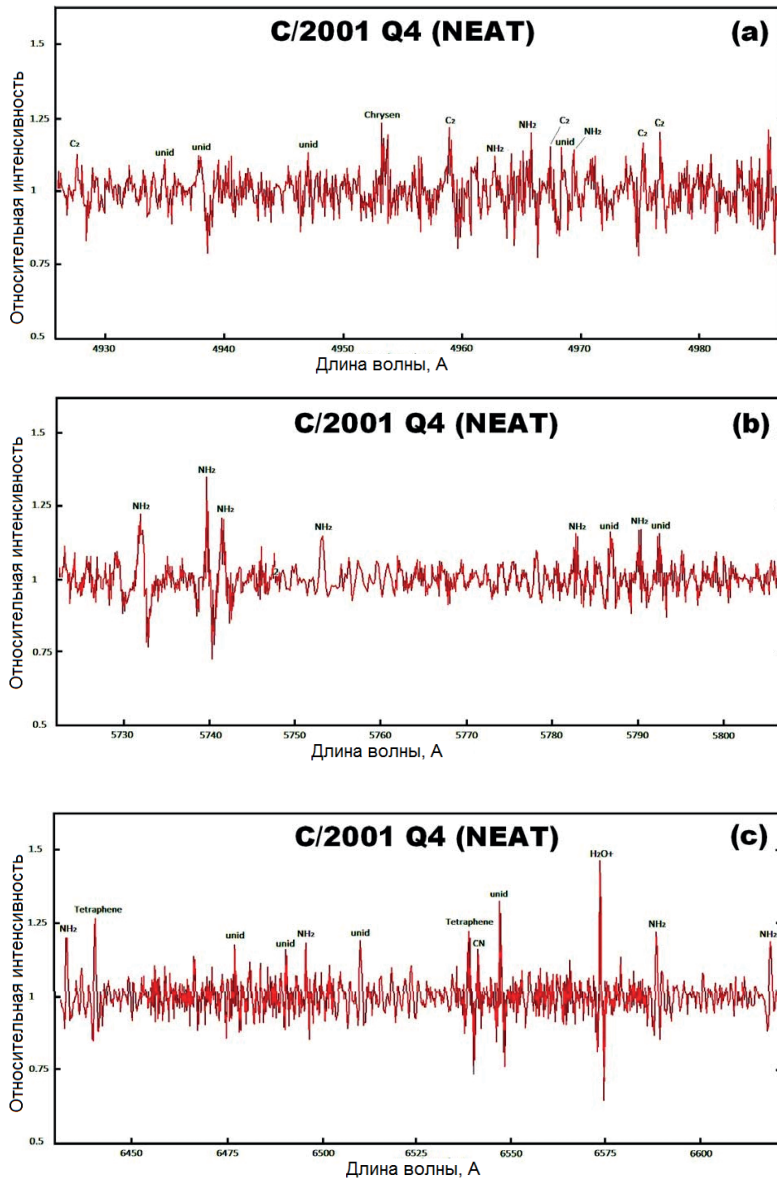 C/2001 Q4 (NEAT) (a)
Относительная интенсивность
1.5
1.25
1
0.75
0.5
C₂ unid unid unid Chrysen C₂ NH₂ NH₂ C₂ unid NH₂ C₂ C₂
4930 4940 4950 4960 4970 4980
Длина волны, А
C/2001 Q4 (NEAT) (b)
Относительная интенсивность
1.5
1.25
1
0.75
0.5
NH₂ NH₂ NH₂ NH₂ NH₂ unid NH₂ unid
5730 5740 5750 5760 5770 5780 5790 5800
Длина волны, А
C/2001 Q4 (NEAT) (c)
Относительная интенсивность
1.5
1.25
1
0.75
0.5
NH₂ Tetraphene unid unid NH₂ unid Tetraphene CN unid H₂O+ NH₂ NH₂
6450 6475 6500 6525 6550 6575 6600
Длина волны, А